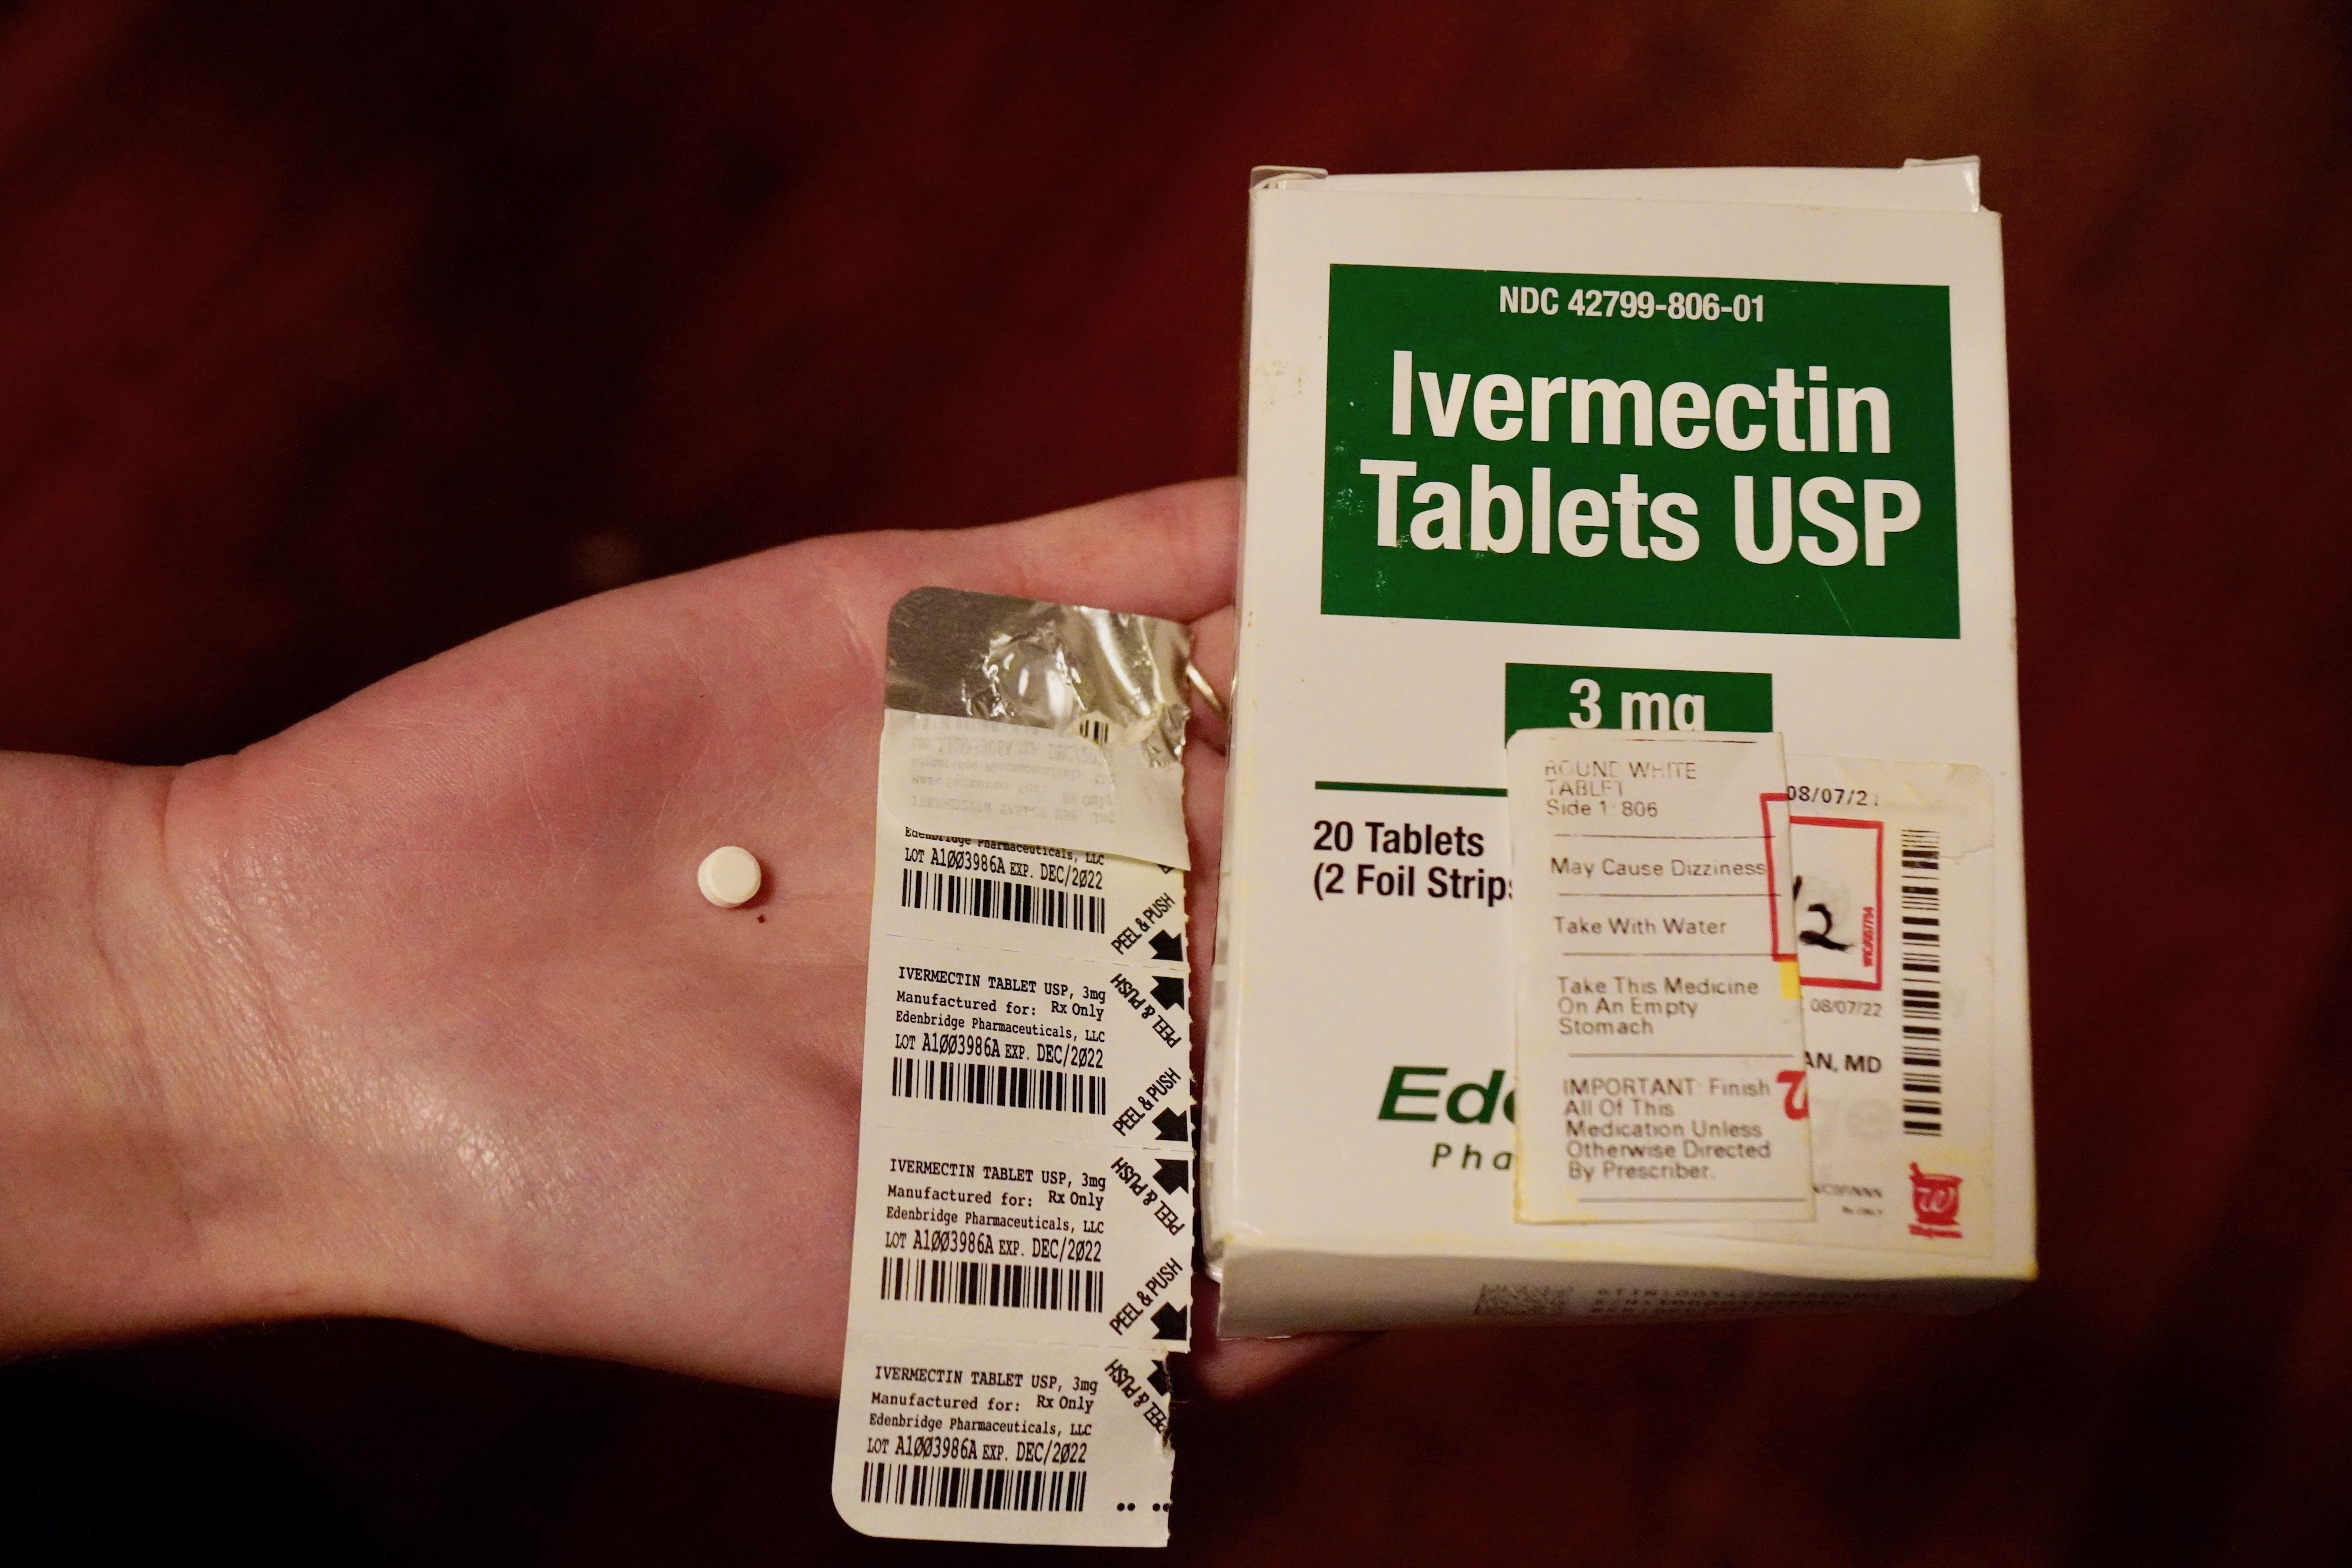 NDC 42799-806-01
Ivermectin
Tablets USP
3 mg
20 Tablets
(2 Foil Strips
Ede
Pha
ROUND WHITE
TABLET
Side 1: 806
May Cause Dizziness
Take With Water
Take This Medicine
On An Empty
Stomach
IMPORTANT: Finish
All Of This
Medication Unless
Otherwise Directed
By Prescriber.
08/07/2
2
08/07/22
AN, MD
Edenbridge Pharmaceuticals, LLC
LOT A1003986A EXP. DEC/2022
PEEL & PUSH
IVERMECTIN TABLET USP, 3mg
Manufactured for: Rx Only
Edenbridge Pharmaceuticals, LLC
LOT A1003986A EXP. DEC/2022
PEEL & PUSH
PEEL & PUSH
IVERMECTIN TABLET USP, 3mg
Manufactured for: Rx Only
Edenbridge Pharmaceuticals, LLC
LOT A1003986A EXP. DEC/2022
PEEL & PUSH
PEEL & PUSH
IVERMECTIN TABLET USP, 3mg
Manufactured for: Rx Only
Edenbridge Pharmaceuticals, LLC
LOT A1003986A EXP. DEC/2022
PEEL & PUSH